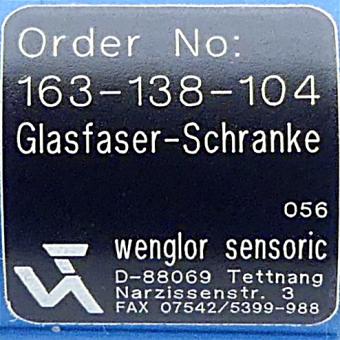 Order No:
163-138-104
Glasfaser-Schranke
056
wenglor sensoric
D-88069 Tettnang
Narzissenstr. 3
FAX 07542/5399-988